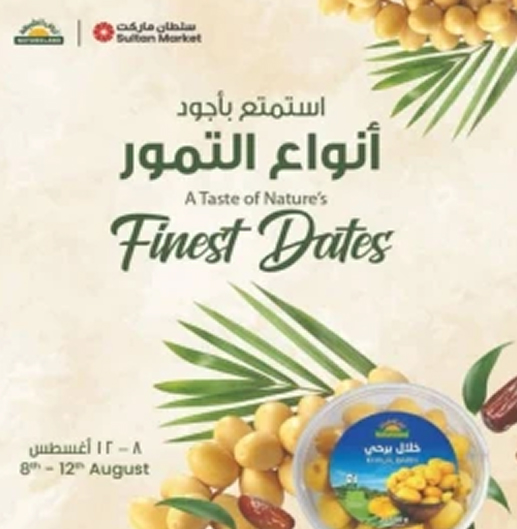 NATURELAND
سلطان ماركت
Sultan Market
استمتع بأجود
أنواع التمور
A Taste of Nature's
Finest Dates
٨ - ١٢ أغسطس
8th - 12th August
خلال برحي
KHALAL BARHI